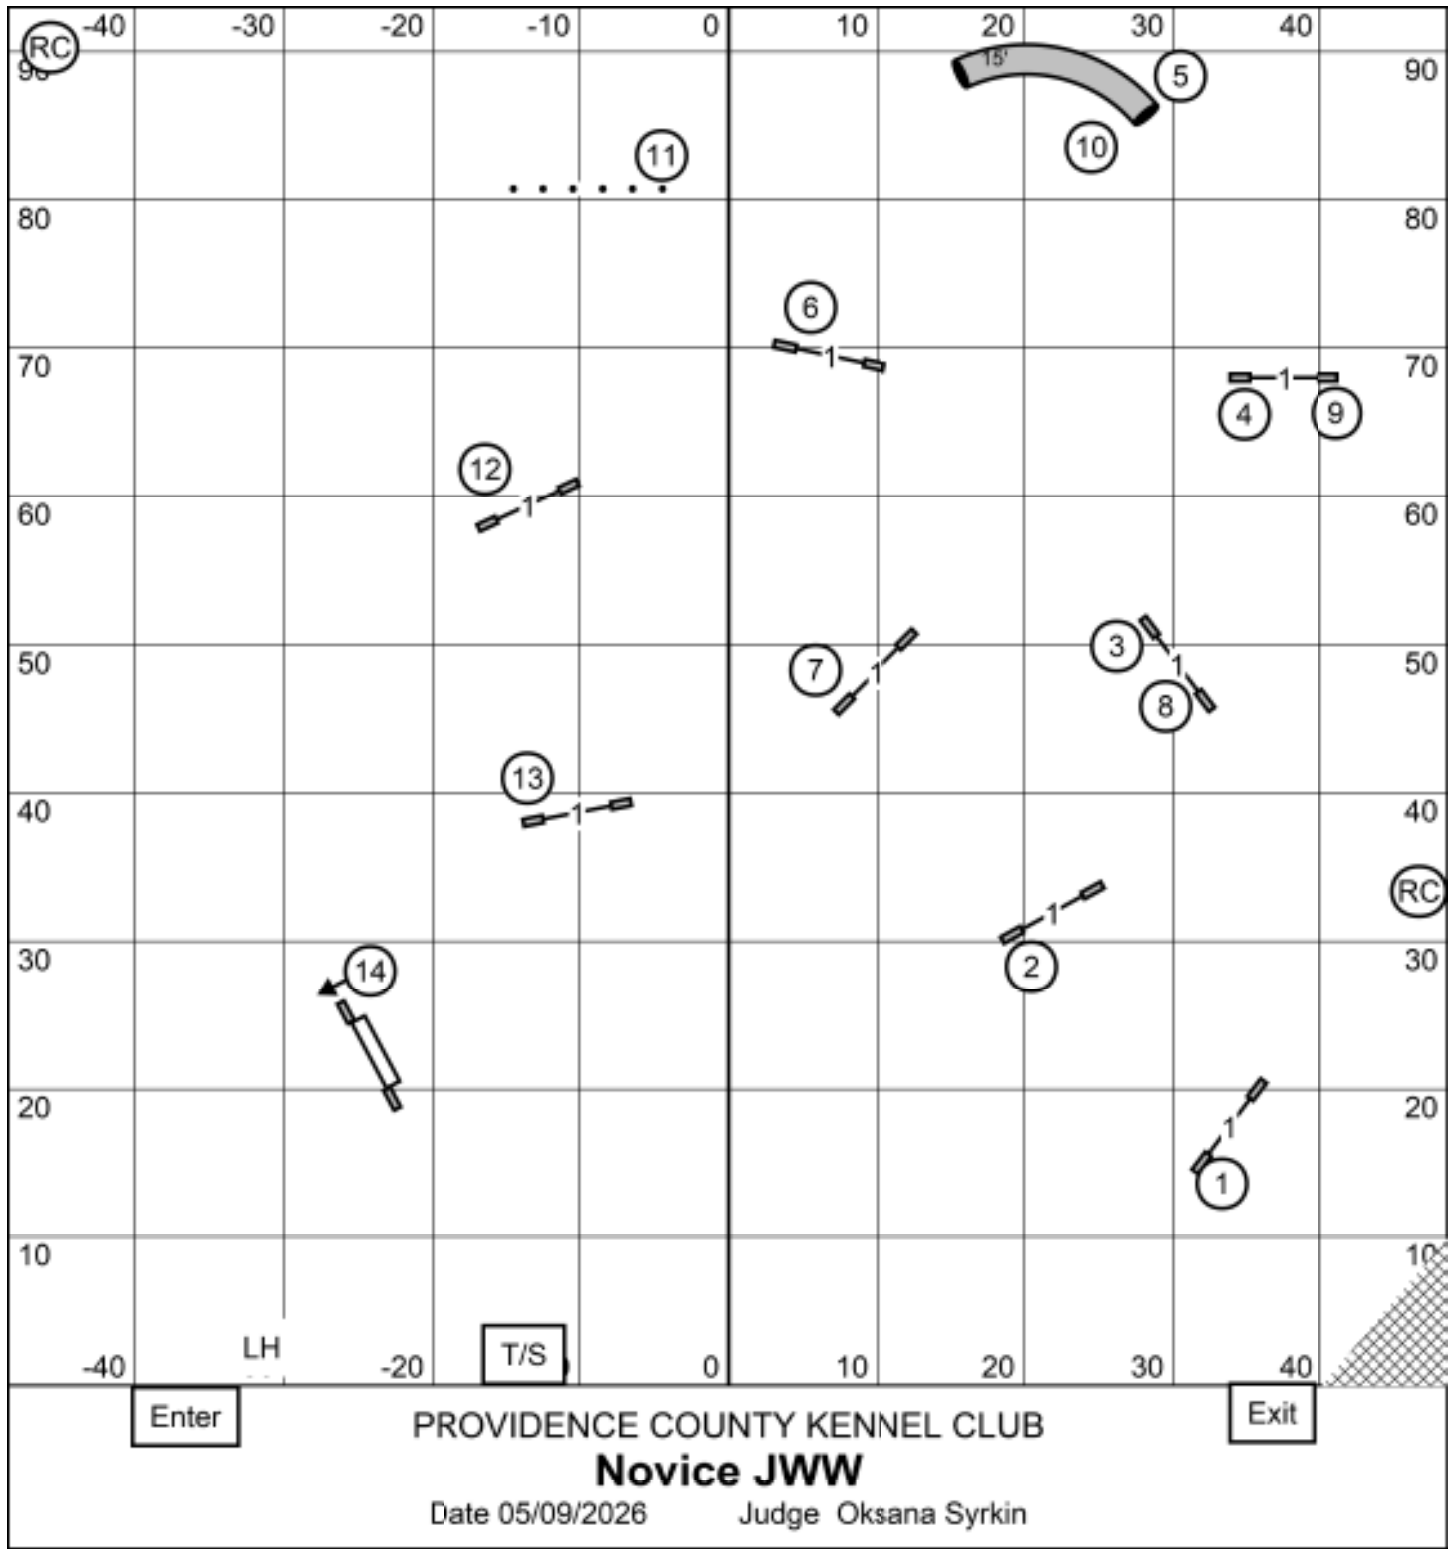 -40 -30 -20 -10 0 10 20 30 40
RC
90 15' 5 90
10
11
80 80
6
70 1 70
1
4 9
12
60 1 60
3
50 7 1 1 50
8
13
40 1 40
RC
1
30 14 2 30
20 20
1
1
10 10
LH
-40 -20 T/S 0 10 20 30 40
Enter Exit
PROVIDENCE COUNTY KENNEL CLUB
Novice JWW
Date 05/09/2026 Judge Oksana Syrkin